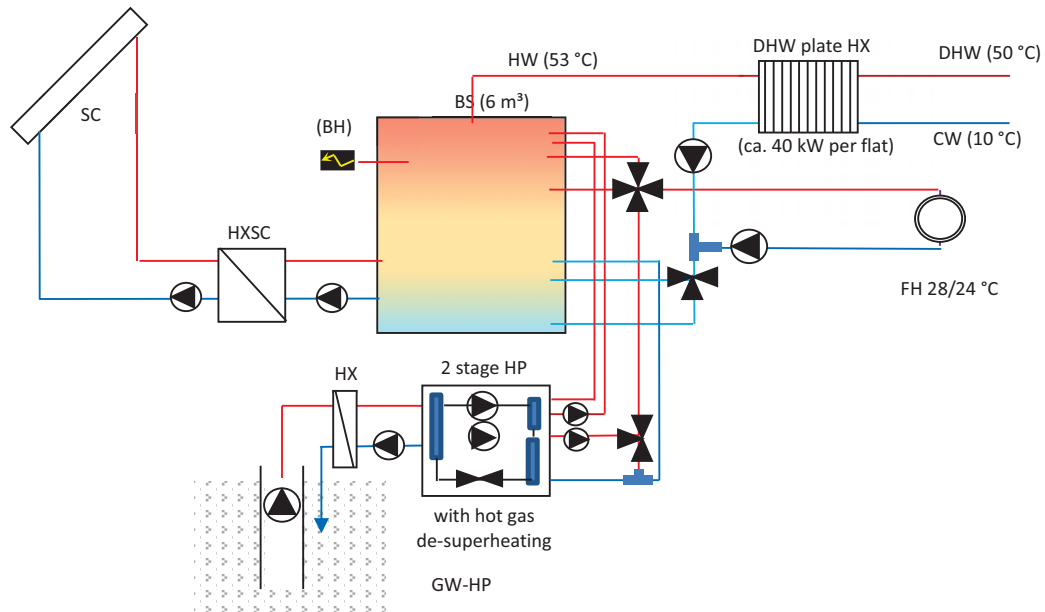 DHW plate HX
HW (53 °C)
DHW (50 °C)
SC
BS (6 m³)
(BH)
(ca. 40 kW per flat)
CW (10 °C)
HXSC
FH 28/24 °C
HX
2 stage HP
with hot gas
de-superheating
GW-HP